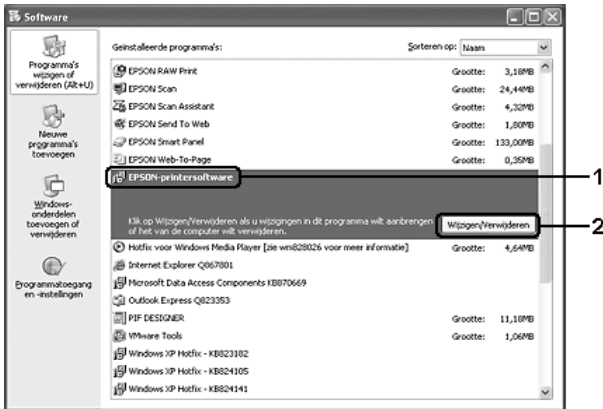 Software
Programma's
wijzigen of
verwijderen (Alt+U)
Nieuwe
programma's
toevoegen
Windows-
onderdelen
toevoegen of
verwijderen
Programmatoegang
en -instellingen
Geïnstalleerde programma's:
Sorteren op: Naam
EPSON RAW Print Grootte: 3,18MB
EPSON Scan Grootte: 24,44MB
EPSON Scan Assistant Grootte: 4,32MB
EPSON Send To Web Grootte: 1,80MB
EPSON Smart Panel Grootte: 133,00MB
EPSON Web-To-Page Grootte: 0,35MB
EPSON-printersoftware 1
Klik op Wijzigen/Verwijderen als u wijzigingen in dit programma wilt aanbrengen
of het van de computer wilt verwijderen.
Wijzigen/Verwijderen 2
Hotfix voor Windows Media Player [zie wm828026 voor meer informatie] Grootte: 4,64MB
Internet Explorer Q867801
Microsoft Data Access Components KB870669
Outlook Express Q823353
PIF DESIGNER Grootte: 11,18MB
VMware Tools Grootte: 1,06MB
Windows XP Hotfix - KB823182
Windows XP Hotfix - KB824105
Windows XP Hotfix - KB824141